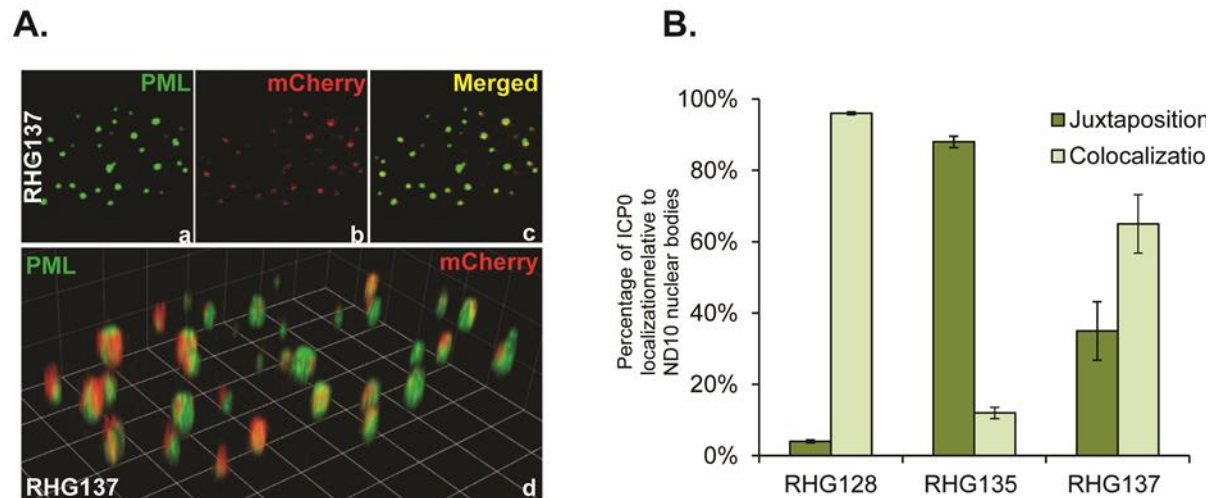 A.
PML
mCherry
Merged
RHG137
a
b
c
PML
mCherry
RHG137
d
B.
Percentage of ICP0
localizationrelative to
ND10 nuclear bodies
100%
80%
60%
40%
20%
0%
Juxtaposition
Colocalizatio
RHG128
RHG135
RHG137